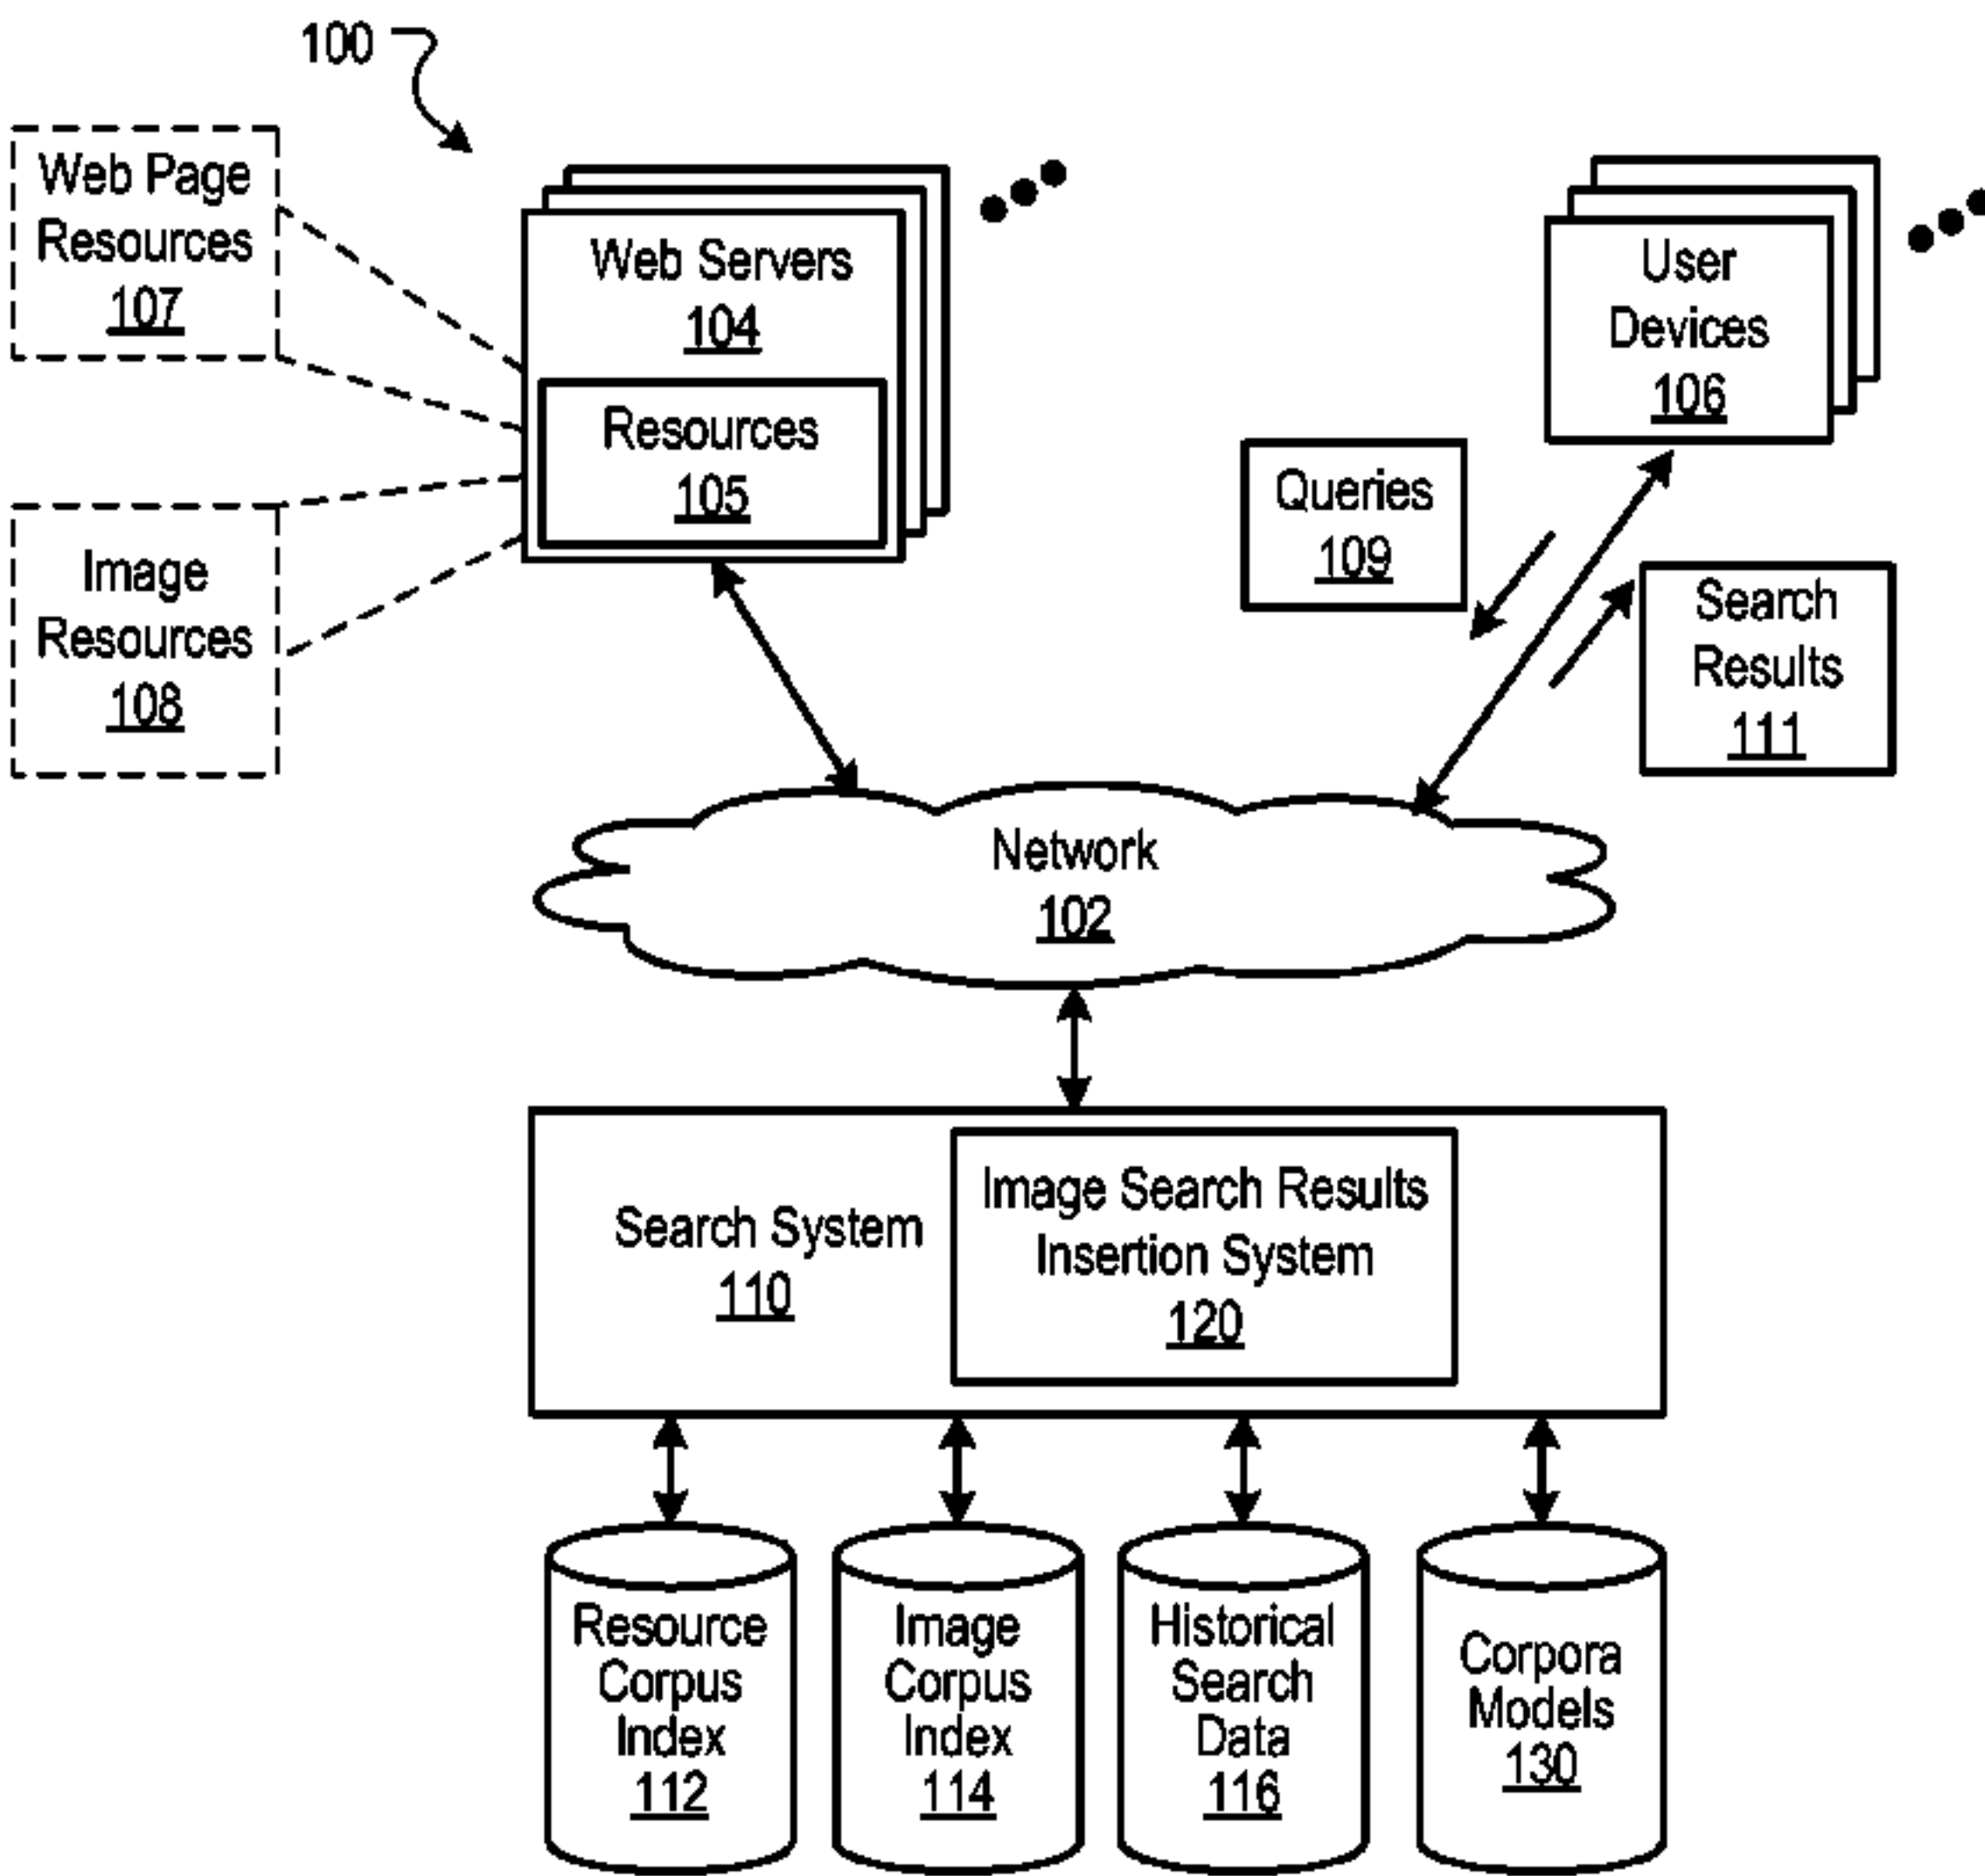 100
Web Page
Resources
107
Web Servers
104
Resources
105
User
Devices
106
Queries
109
Image
Resources
108
Search
Results
111
Network
102
Search System
110
Image Search Results
Insertion System
120
Resource
Corpus
Index
112
Image
Corpus
Index
114
Historical
Search
Data
116
Corpora
Models
130